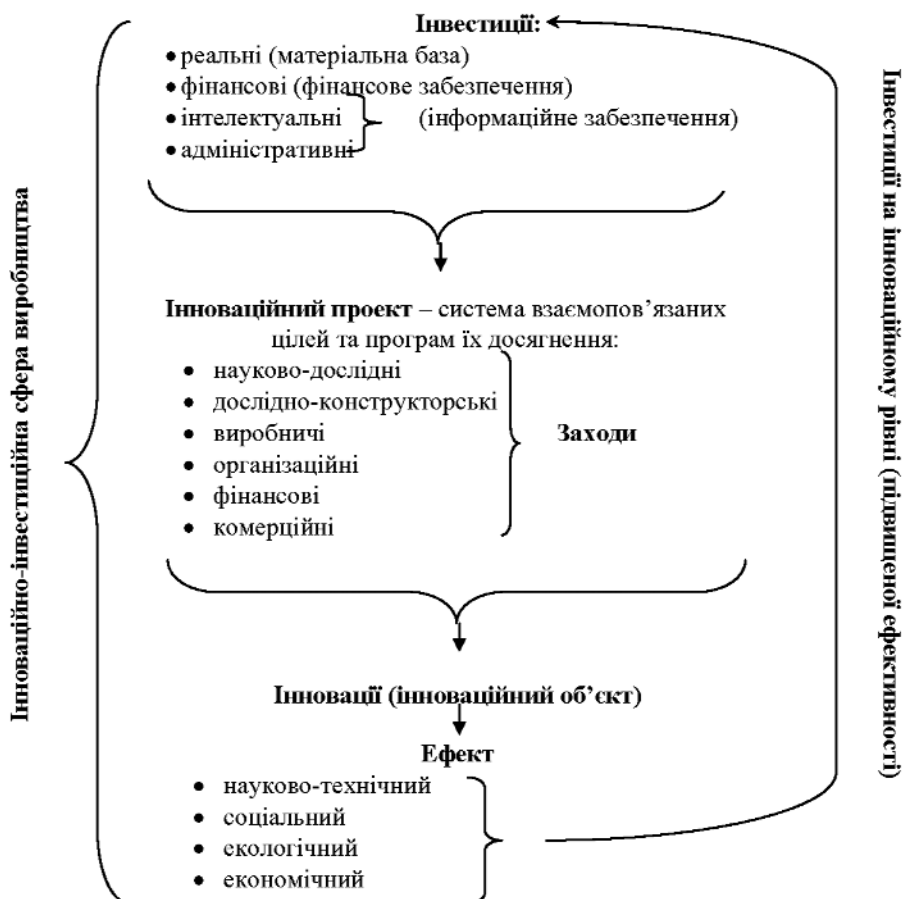 Інвестиції:
• реальні (матеріальна база)
• фінансові (фінансове забезпечення)
• інтелектуальні (інформаційне забезпечення)
• адміністративні
Інноваційний проект – система взаємопов’язаних
цілей та програм їх досягнення:
• науково-дослідні
• дослідно-конструкторські
• виробничі
Заходи
• організаційні
• фінансові
• комерційні
Інновації (інноваційний об’єкт)
Ефект
• науково-технічний
• соціальний
• екологічний
• економічний
Інноваційно-інвестиційна сфера виробництва
Інвестиції на інноваційному рівні (підвищеної ефективності)